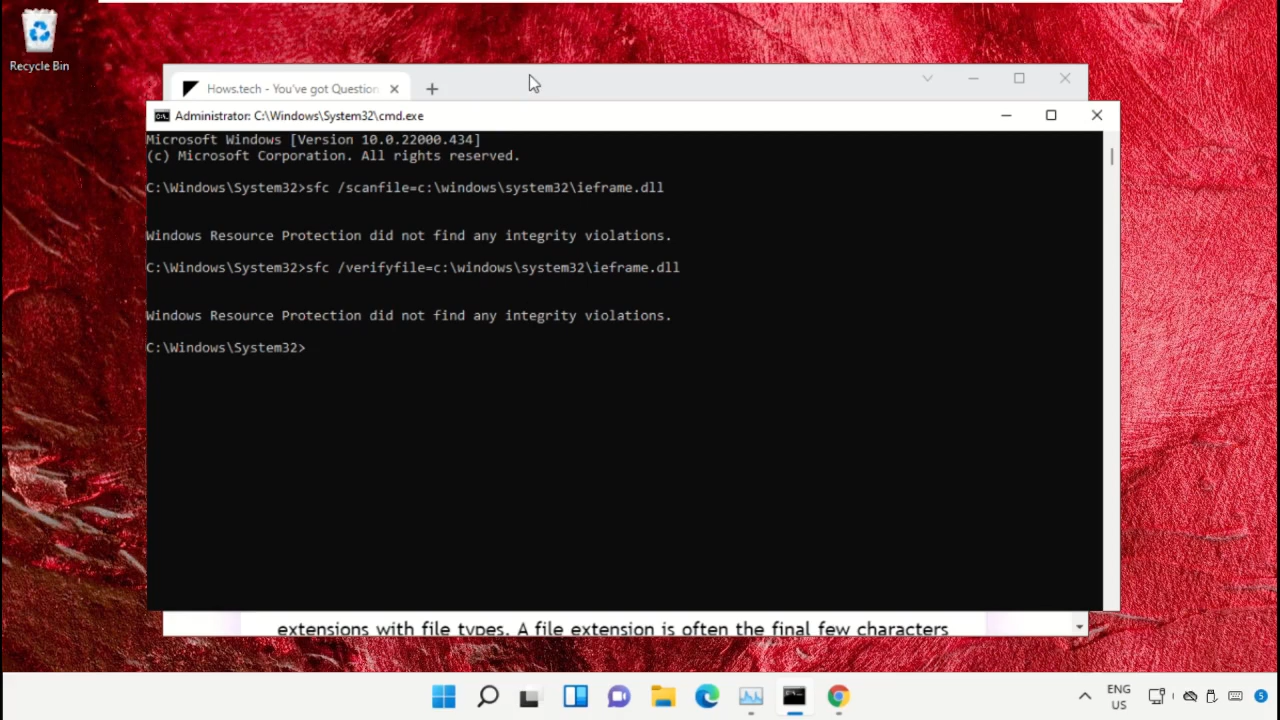 Recycle Bin
Hows.tech - You've got Question
Administrator: C:\Windows\System32\cmd.exe
Microsoft Windows [Version 10.0.22000.434]
(c) Microsoft Corporation. All rights reserved.
C:\Windows\System32>sfc /scanfile=c:\windows\system32\ieframe.dll
Windows Resource Protection did not find any integrity violations.
C:\Windows\System32>sfc /verifyfile=c:\windows\system32\ieframe.dll
Windows Resource Protection did not find any integrity violations.
C:\Windows\System32>
extensions with file types. A file extension is often the final few characters
ENG
US
5